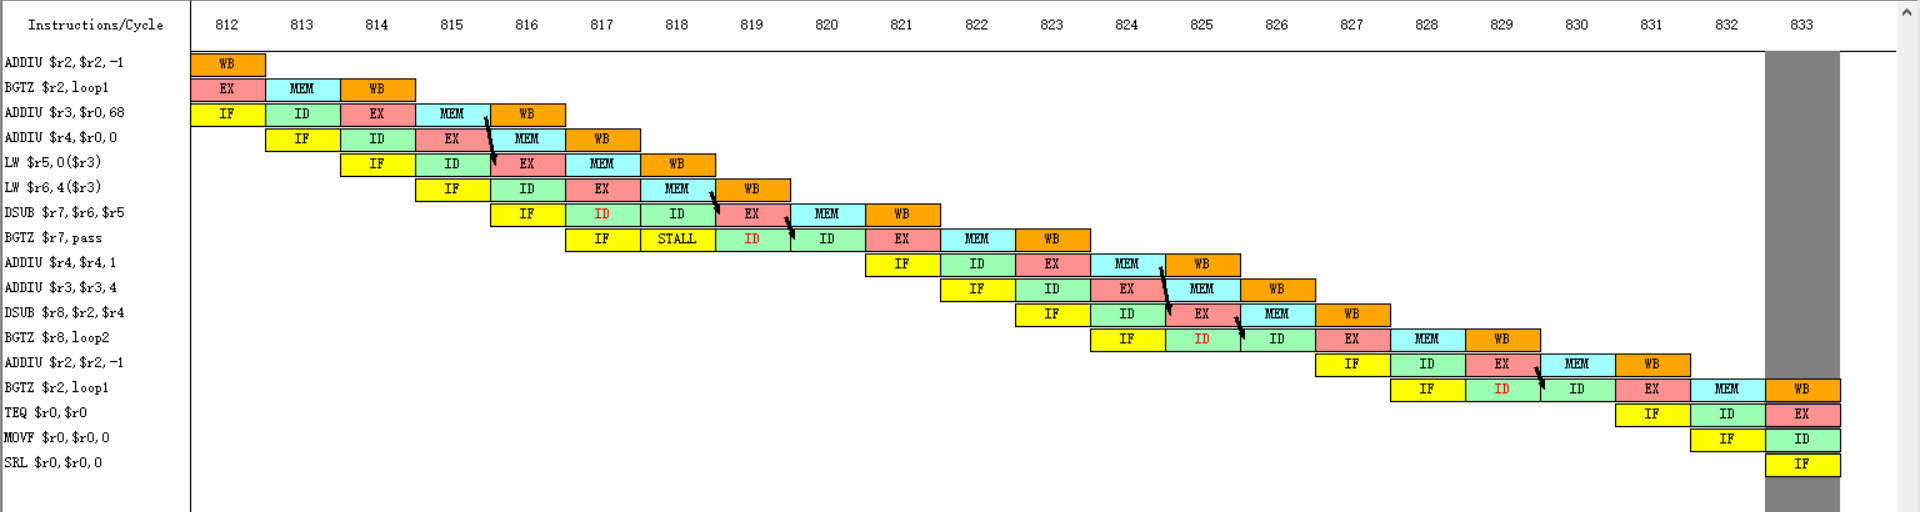 Instructions/Cycle 812 813 814 815 816 817 818 819 820 821 822 823 824 825 826 827 828 829 830 831 832 833
ADDIU $r2,$r2,-1 WB
BGTZ $r2,loop1 EX MEM WB
ADDIU $r3,$r0,68 IF ID EX MEM WB
ADDIU $r4,$r0,0 IF ID EX MEM WB
LW $r5,0($r3) IF ID EX MEM WB
LW $r6,4($r3) IF ID EX MEM WB
DSUB $r7,$r6,$r5 IF ID ID EX MEM WB
BGTZ $r7,pass IF STALL ID ID EX MEM WB
ADDIU $r4,$r4,1 IF ID EX MEM WB
ADDIU $r3,$r3,4 IF ID EX MEM WB
DSUB $r8,$r2,$r4 IF ID EX MEM WB
BGTZ $r8,loop2 IF ID ID EX MEM WB
ADDIU $r2,$r2,-1 IF ID EX MEM WB
BGTZ $r2,loop1 IF ID ID EX MEM WB
TEQ $r0,$r0 IF ID EX
MOVF $r0,$r0,0 IF ID
SRL $r0,$r0,0 IF